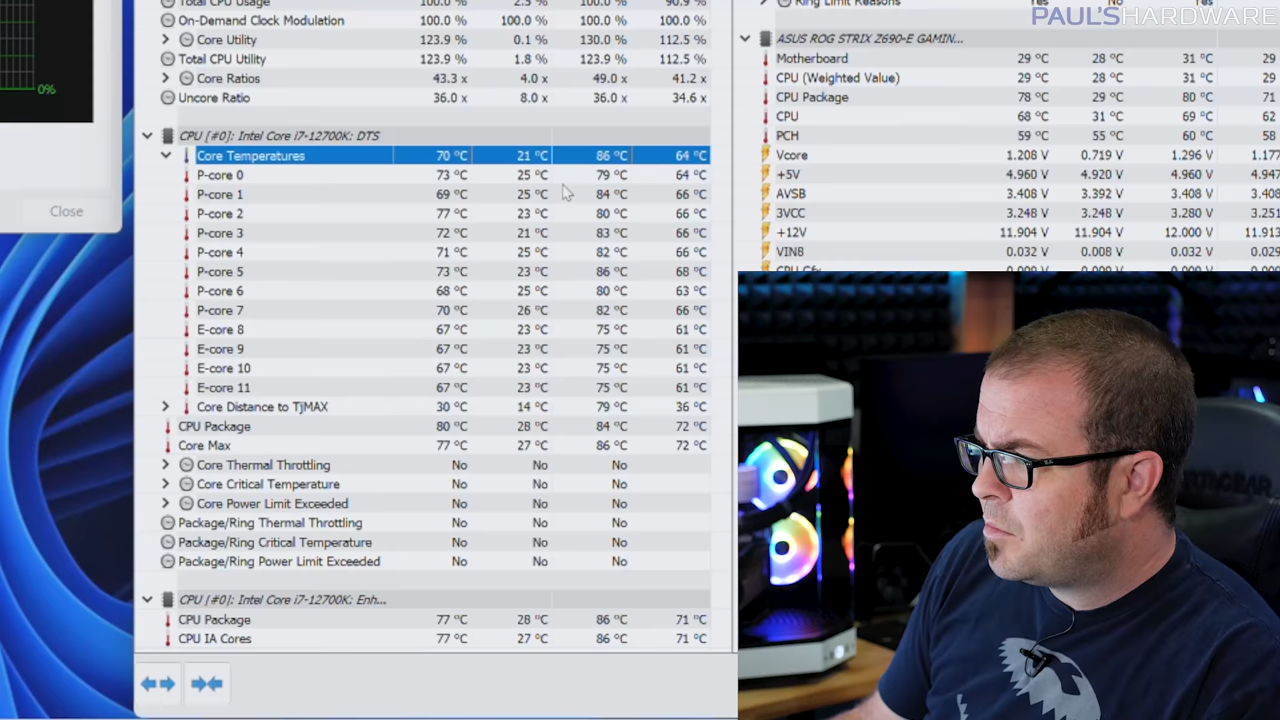 PAUL'SHARDWARE
Total CPU Usage 100.0 % 2.5 % 100.0 % 90.9 %
On-Demand Clock Modulation 100.0 % 100.0 % 100.0 % 100.0 %
Core Utility 123.9 % 0.1 % 130.0 % 112.5 %
Total CPU Utility 123.9 % 1.8 % 123.9 % 112.5 %
Core Ratios 43.3 x 4.0 x 49.0 x 41.2 x
Uncore Ratio 36.0 x 8.0 x 36.0 x 34.6 x
CPU [#0]: Intel Core i7-12700K: DTS
Core Temperatures 70 °C 21 °C 86 °C 64 °C
P-core 0 73 °C 25 °C 79 °C 64 °C
P-core 1 69 °C 25 °C 84 °C 66 °C
P-core 2 77 °C 23 °C 80 °C 66 °C
P-core 3 72 °C 21 °C 83 °C 66 °C
P-core 4 71 °C 25 °C 82 °C 66 °C
P-core 5 73 °C 23 °C 86 °C 68 °C
P-core 6 68 °C 25 °C 80 °C 63 °C
P-core 7 70 °C 26 °C 82 °C 66 °C
E-core 8 67 °C 23 °C 75 °C 61 °C
E-core 9 67 °C 23 °C 75 °C 61 °C
E-core 10 67 °C 23 °C 75 °C 61 °C
E-core 11 67 °C 23 °C 75 °C 61 °C
Core Distance to TjMAX 30 °C 14 °C 79 °C 36 °C
CPU Package 80 °C 28 °C 84 °C 72 °C
Core Max 77 °C 27 °C 86 °C 72 °C
Core Thermal Throttling No No No
Core Critical Temperature No No No
Core Power Limit Exceeded No No No
Package/Ring Thermal Throttling No No No
Package/Ring Critical Temperature No No No
Package/Ring Power Limit Exceeded No No No
CPU [#0]: Intel Core i7-12700K: Enh...
CPU Package 77 °C 28 °C 86 °C 71 °C
CPU IA Cores 77 °C 27 °C 86 °C 71 °C
0%
Close
Ring Limit Reasons Yes No Yes
ASUS ROG STRIX Z690-E GAMIN...
Motherboard 29 °C 28 °C 31 °C 29
CPU (Weighted Value) 29 °C 28 °C 31 °C 29
CPU Package 78 °C 29 °C 80 °C 71
CPU 68 °C 31 °C 69 °C 62
PCH 59 °C 55 °C 60 °C 58
Vcore 1.208 V 0.719 V 1.296 V 1.177
+5V 4.960 V 4.920 V 4.960 V 4.947
AVSB 3.408 V 3.392 V 3.408 V 3.408
3VCC 3.248 V 3.248 V 3.280 V 3.251
+12V 11.904 V 11.904 V 12.000 V 11.913
VIN8 0.032 V 0.008 V 0.032 V 0.029
CPU Gfx 0.009 V 0.009 V 0.009 V